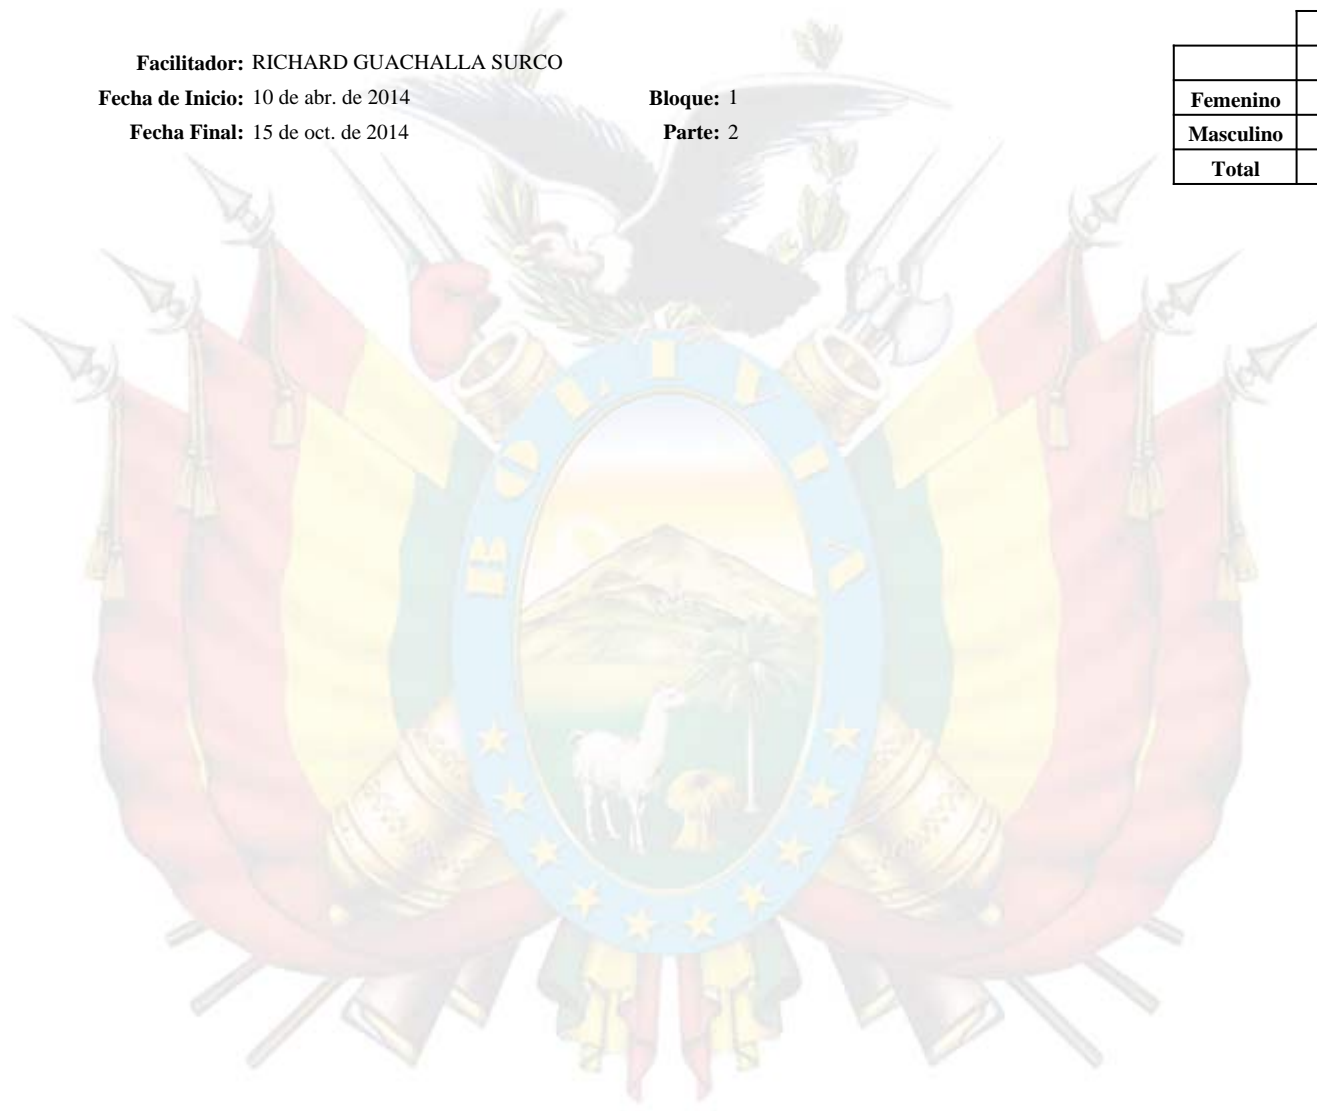 Facilitador: RICHARD GUACHALLA SURCO
Fecha de Inicio: 10 de abr. de 2014 Bloque: 1
Fecha Final: 15 de oct. de 2014 Parte: 2
Femenino
Masculino
Total
BOLIVIA